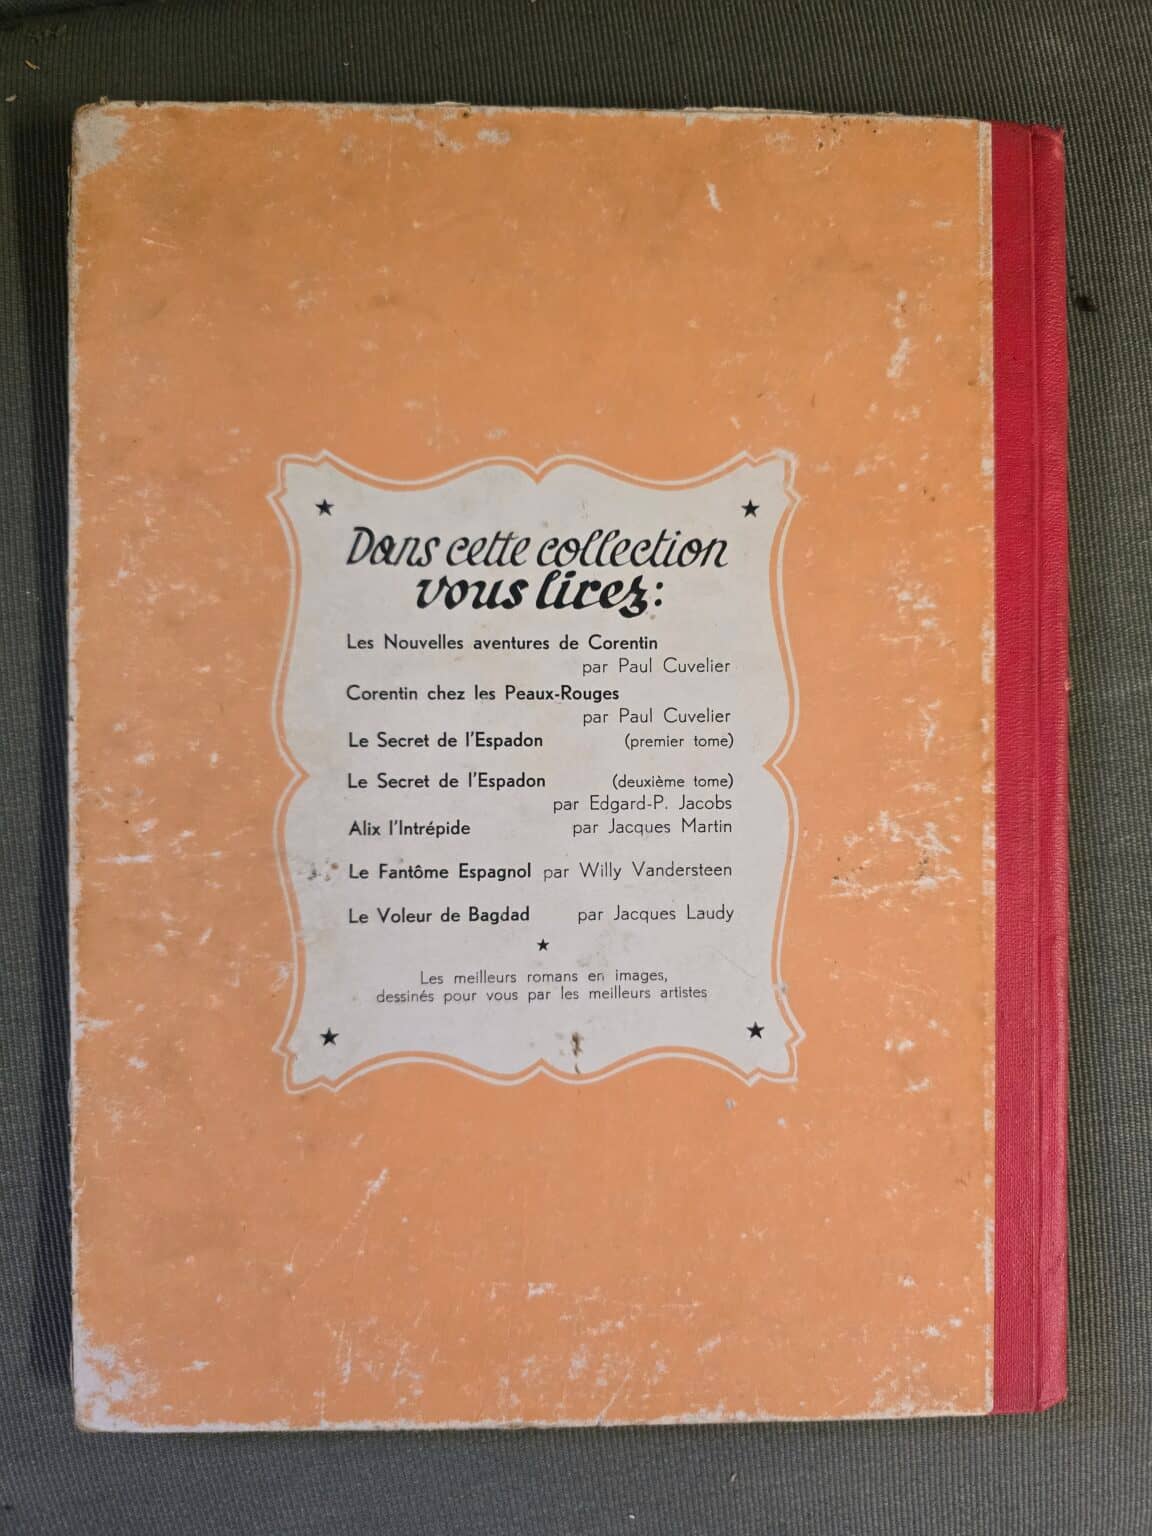 Dans cette collection
vous lirez:
Les Nouvelles aventures de Corentin
par Paul Cuvelier
Corentin chez les Peaux-Rouges
par Paul Cuvelier
Le Secret de l'Espadon (premier tome)
Le Secret de l'Espadon (deuxième tome)
par Edgard-P. Jacobs
Alix l'Intrépide par Jacques Martin
Le Fantôme Espagnol par Willy Vandersteen
Le Voleur de Bagdad par Jacques Laudy
Les meilleurs romans en images,
dessinés pour vous par les meilleurs artistes